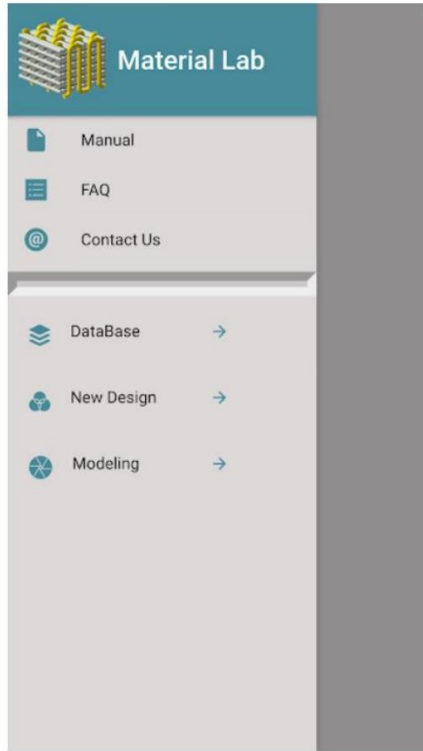 Material Lab
Manual
FAQ
Contact Us
DataBase
New Design
Modeling